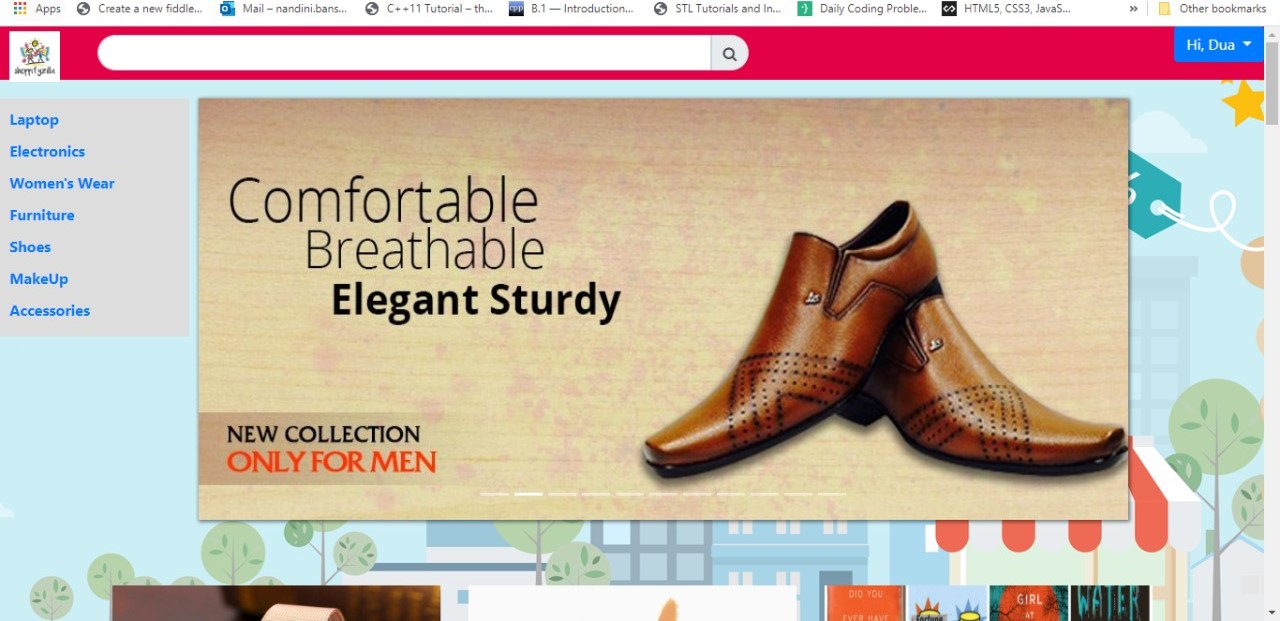 Apps
Create a new fiddle...
Mail – nandini.bans...
C++11 Tutorial – th...
B.1 — Introduction...
STL Tutorials and In...
Daily Coding Proble...
HTML5, CSS3, JavaS...
»
Other bookmarks
shoppifyzilla
Hi, Dua
Laptop
Electronics
Women's Wear
Furniture
Shoes
MakeUp
Accessories
Comfortable
Breathable
Elegant Sturdy
NEW COLLECTION
ONLY FOR MEN
DID YOU
EVER HAVE
Fortune
GIRL
AT
WATER